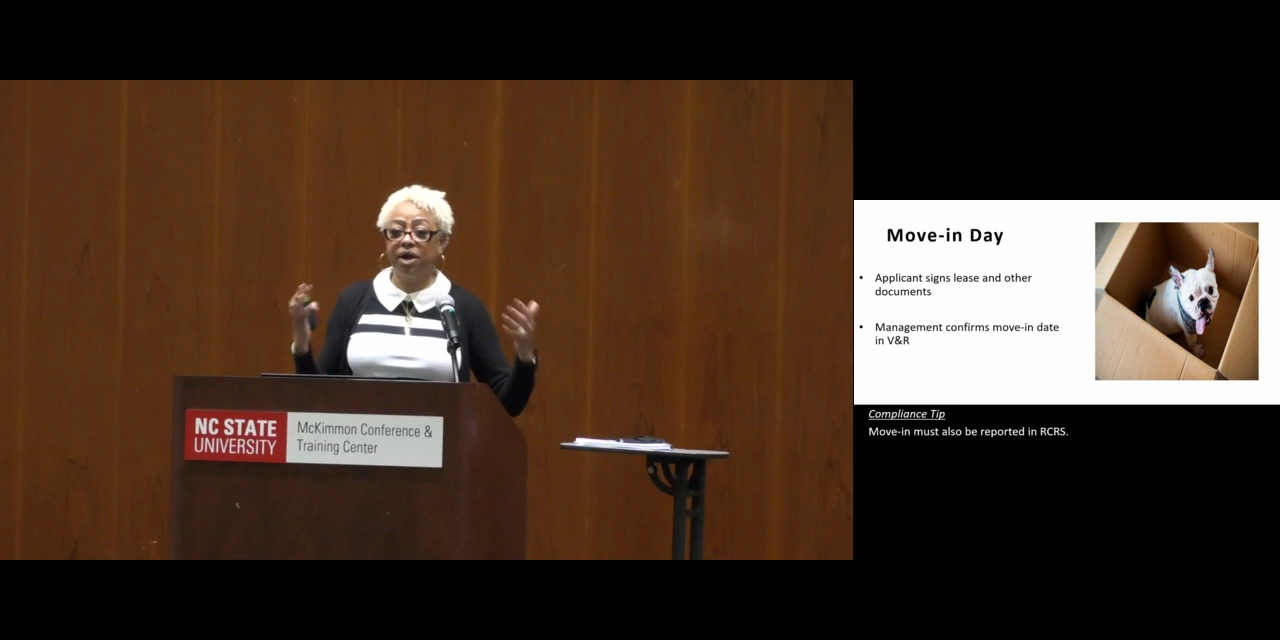 NC STATE
UNIVERSITY
McKimmon Conference &
Training Center
Move-in Day
• Applicant signs lease and other
documents
• Management confirms move-in date
in V&R
Compliance Tip
Move-in must also be reported in RCRS.